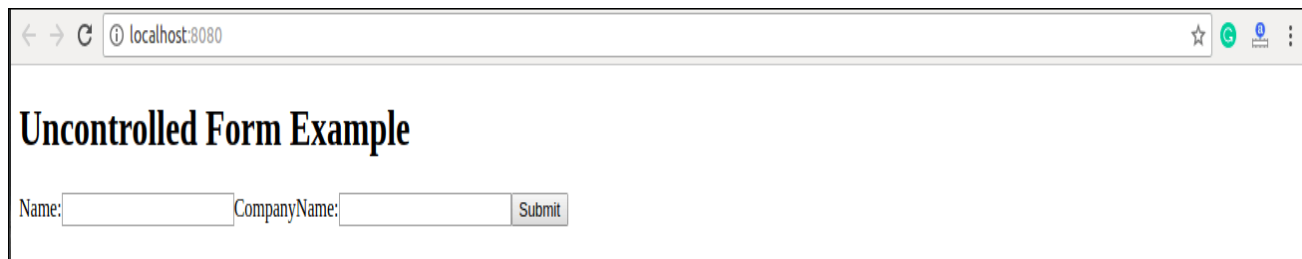 localhost:8080
Uncontrolled Form Example
Name: CompanyName: Submit